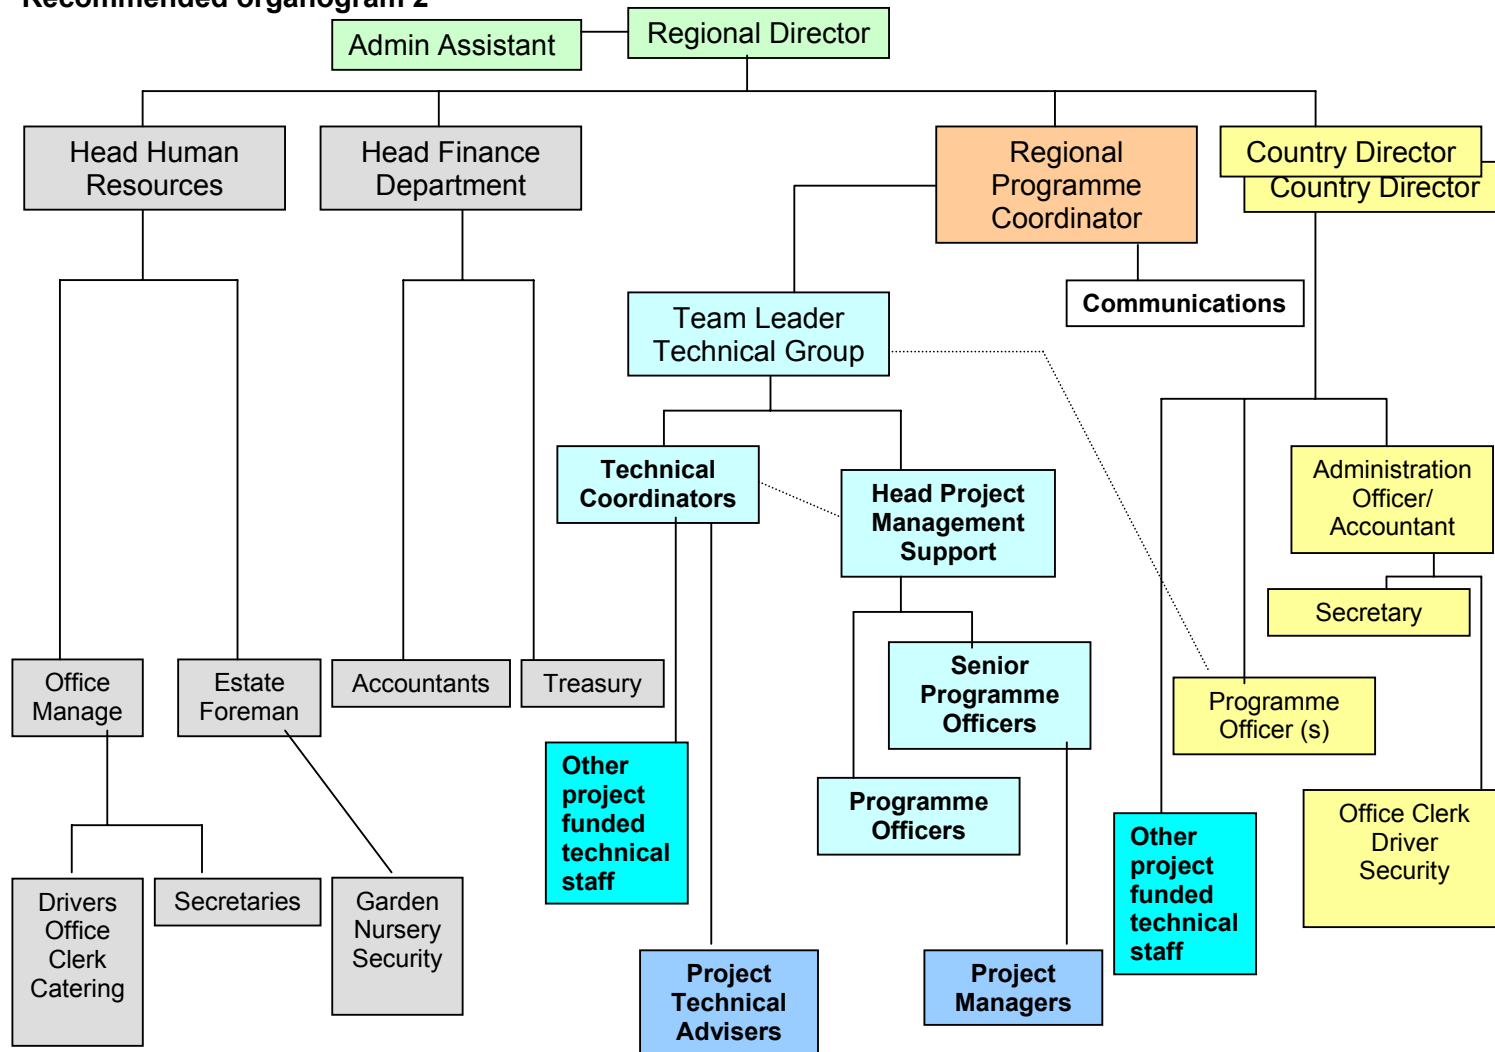 Recommended organogram 2
Admin Assistant
Regional Director
Head Human
Resources
Head Finance
Department
Regional
Programme
Coordinator
Country Director
Country Director
Communications
Team Leader
Technical Group
Technical
Coordinators
Head Project
Management
Support
Administration
Officer/
Accountant
Secretary
Office
Manage
Estate
Foreman
Accountants
Treasury
Senior
Programme
Officers
Programme
Officer (s)
Other
project
funded
technical
staff
Programme
Officers
Other
project
funded
technical
staff
Office Clerk
Driver
Security
Drivers
Office
Clerk
Catering
Secretaries
Garden
Nursery
Security
Project
Technical
Advisers
Project
Managers